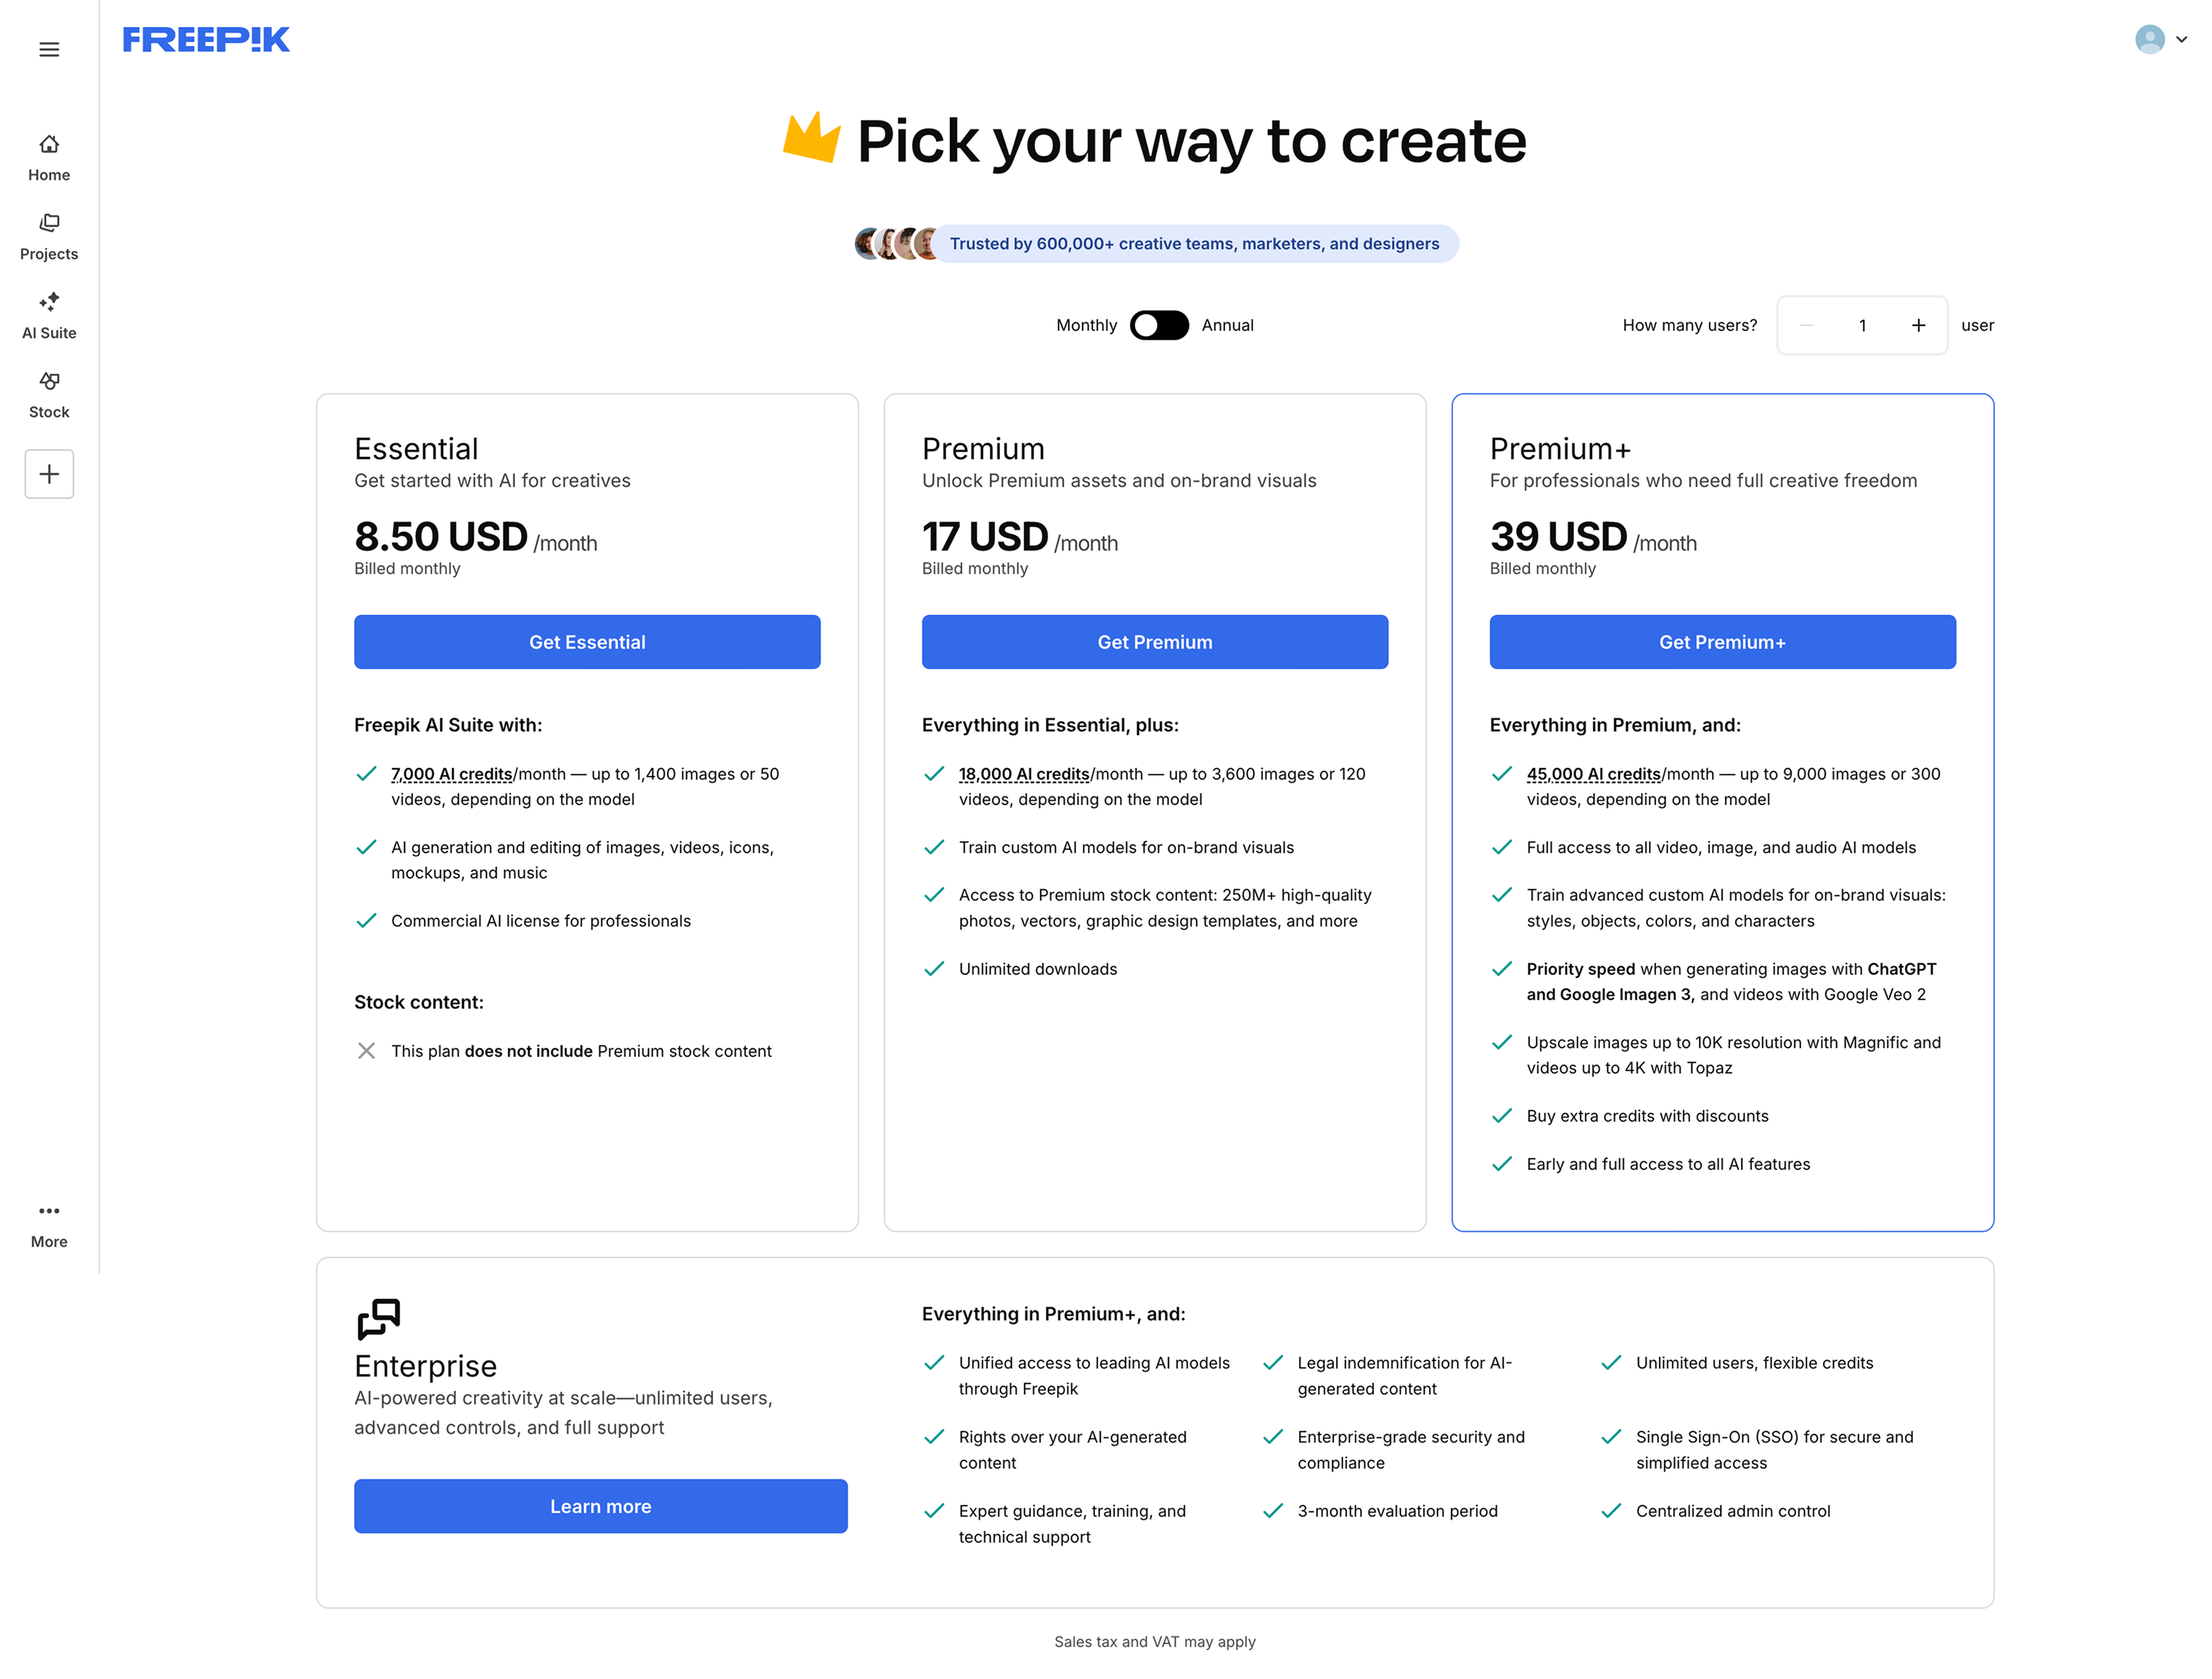 FREEP!K
Home
Projects
AI Suite
Stock
More
Pick your way to create
Trusted by 600,000+ creative teams, marketers, and designers
Monthly Annual
How many users? 1 user
Essential
Get started with AI for creatives
8.50 USD /month
Billed monthly
Get Essential
Freepik AI Suite with:
7,000 AI credits/month — up to 1,400 images or 50
videos, depending on the model
AI generation and editing of images, videos, icons,
mockups, and music
Commercial AI license for professionals
Stock content:
This plan does not include Premium stock content
Premium
Unlock Premium assets and on-brand visuals
17 USD /month
Billed monthly
Get Premium
Everything in Essential, plus:
18,000 AI credits/month — up to 3,600 images or 120
videos, depending on the model
Train custom AI models for on-brand visuals
Access to Premium stock content: 250M+ high-quality
photos, vectors, graphic design templates, and more
Unlimited downloads
Premium+
For professionals who need full creative freedom
39 USD /month
Billed monthly
Get Premium+
Everything in Premium, and:
45,000 AI credits/month — up to 9,000 images or 300
videos, depending on the model
Full access to all video, image, and audio AI models
Train advanced custom AI models for on-brand visuals:
styles, objects, colors, and characters
Priority speed when generating images with ChatGPT
and Google Imagen 3, and videos with Google Veo 2
Upscale images up to 10K resolution with Magnific and
videos up to 4K with Topaz
Buy extra credits with discounts
Early and full access to all AI features
Enterprise
AI-powered creativity at scale—unlimited users,
advanced controls, and full support
Learn more
Everything in Premium+, and:
Unified access to leading AI models
through Freepik
Legal indemnification for AI-
generated content
Unlimited users, flexible credits
Rights over your AI-generated
content
Enterprise-grade security and
compliance
Single Sign-On (SSO) for secure and
simplified access
Expert guidance, training, and
technical support
3-month evaluation period
Centralized admin control
Sales tax and VAT may apply